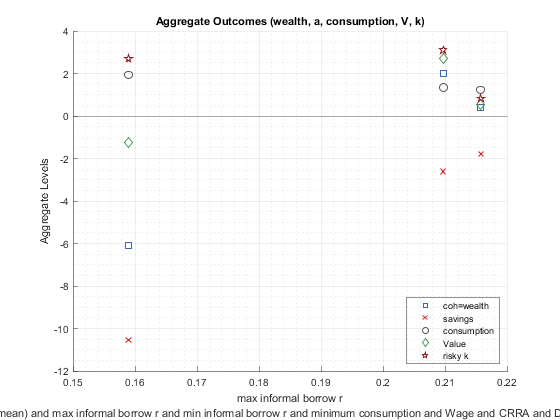 Aggregate Outcomes (wealth, a, consumption, V, k)
4
2
0
-2
-4
-6
-8
-10
-12
Aggregate Levels
0.15
0.16
0.17
0.18
0.19
0.2
0.21
0.22
max informal borrow r
coh=wealth
savings
consumption
Value
risky k
mean) and max informal borrow r and min informal borrow r and minimum consumption and Wage and CRRA and